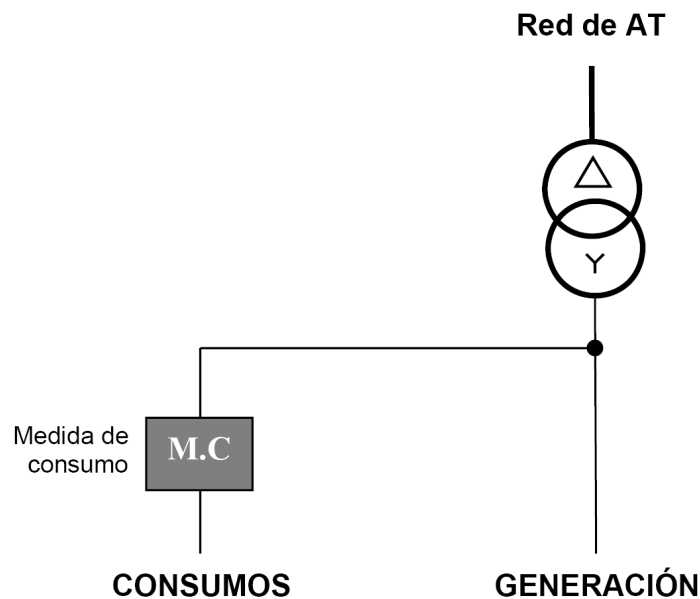 Red de AT
Medida de
consumo
M.C
CONSUMOS
GENERACIÓN